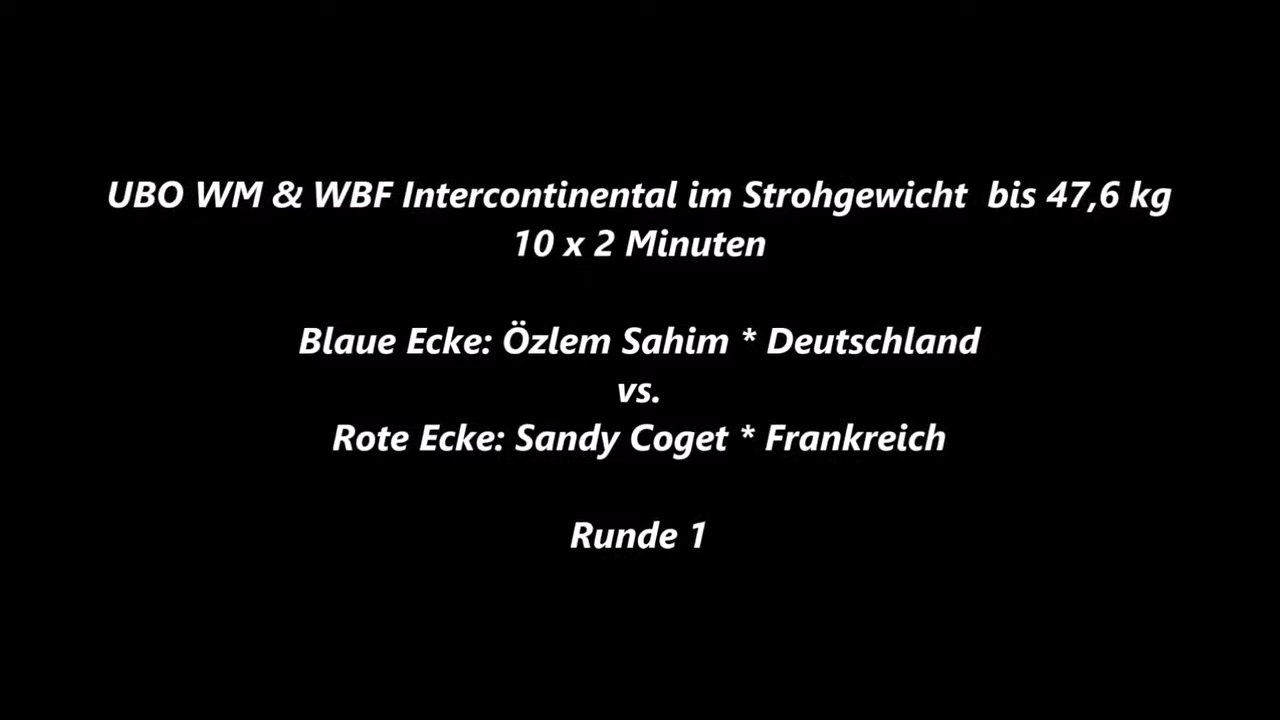 UBO WM & WBF Intercontinental im Strohgewicht  bis 47,6 kg
10 x 2 Minuten
Blaue Ecke: Özlem Sahim * Deutschland
vs.
Rote Ecke: Sandy Coget * Frankreich
Runde 1